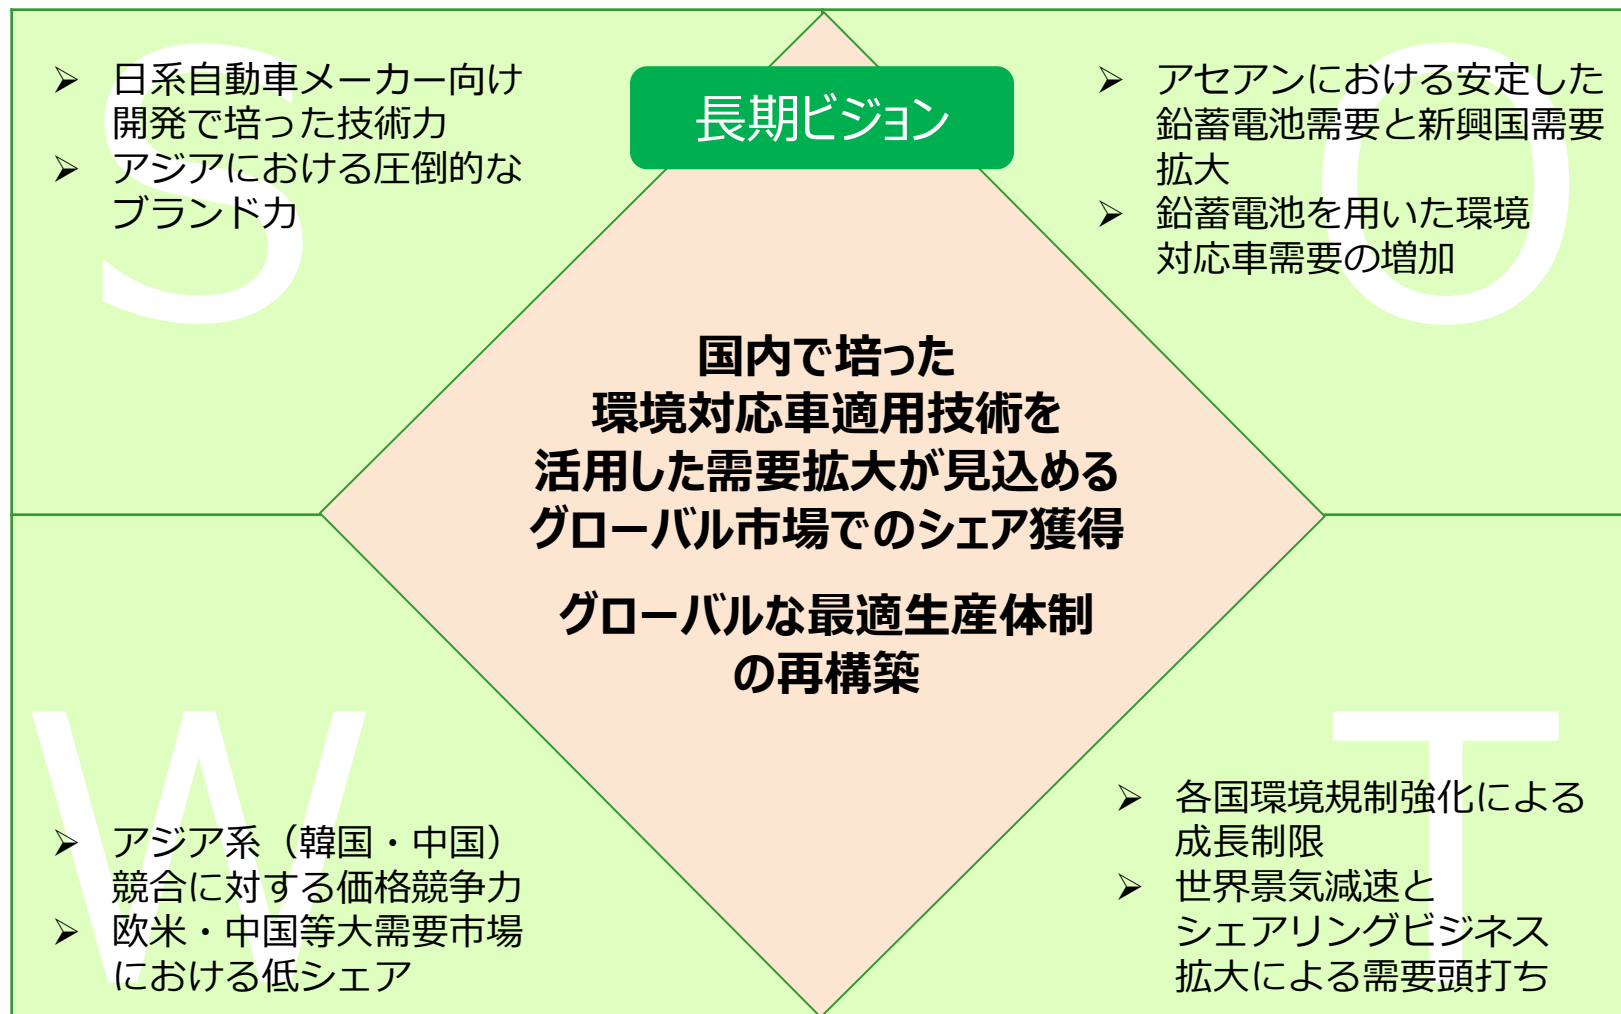 S
➢ 日系自動車メーカー向け
開発で培った技術力
➢ アジアにおける圧倒的な
ブランド力
長期ビジョン
O
➢ アセアンにおける安定した
鉛蓄電池需要と新興国需要
拡大
➢ 鉛蓄電池を用いた環境
対応車需要の増加
国内で培った
環境対応車適用技術を
活用した需要拡大が見込める
グローバル市場でのシェア獲得
グローバルな最適生産体制
の再構築
W
➢ アジア系（韓国・中国）
競合に対する価格競争力
➢ 欧米・中国等大需要市場
における低シェア
T
➢ 各国環境規制強化による
成長制限
➢ 世界景気減速と
シェアリングビジネス
拡大による需要頭打ち